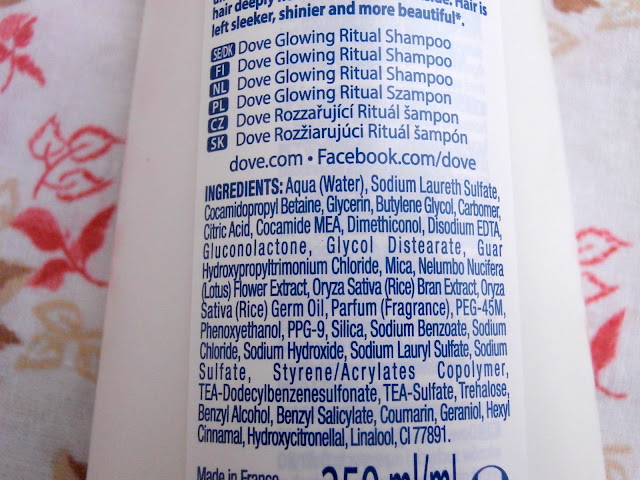 hair deeply
Hair is
left sleeker, shinier and more beautiful*.
SE/DK Dove Glowing Ritual Shampoo
FI Dove Glowing Ritual Shampoo
NL Dove Glowing Ritual Shampoo
PL Dove Glowing Ritual Szampon
CZ Dove Rozzařující Rituál šampon
SK Dove Rozžiarujúci Rituál šampón
dove.com • Facebook.com/dove
INGREDIENTS: Aqua (Water), Sodium Laureth Sulfate,
Cocamidopropyl Betaine, Glycerin, Butylene Glycol, Carbomer,
Citric Acid, Cocamide MEA, Dimethiconol, Disodium EDTA,
Gluconolactone, Glycol Distearate, Guar
Hydroxypropyltrimonium Chloride, Mica, Nelumbo Nucifera
(Lotus) Flower Extract, Oryza Sativa (Rice) Bran Extract, Oryza
Sativa (Rice) Germ Oil, Parfum (Fragrance), PEG-45M,
Phenoxyethanol, PPG-9, Silica, Sodium Benzoate, Sodium
Chloride, Sodium Hydroxide, Sodium Lauryl Sulfate, Sodium
Sulfate, Styrene/Acrylates Copolymer,
TEA-Dodecylbenzenesulfonate, TEA-Sulfate, Trehalose,
Benzyl Alcohol, Benzyl Salicylate, Coumarin, Geraniol, Hexyl
Cinnamal, Hydroxycitronellal, Linalool, CI 77891.
Made in France
250 ml/ml